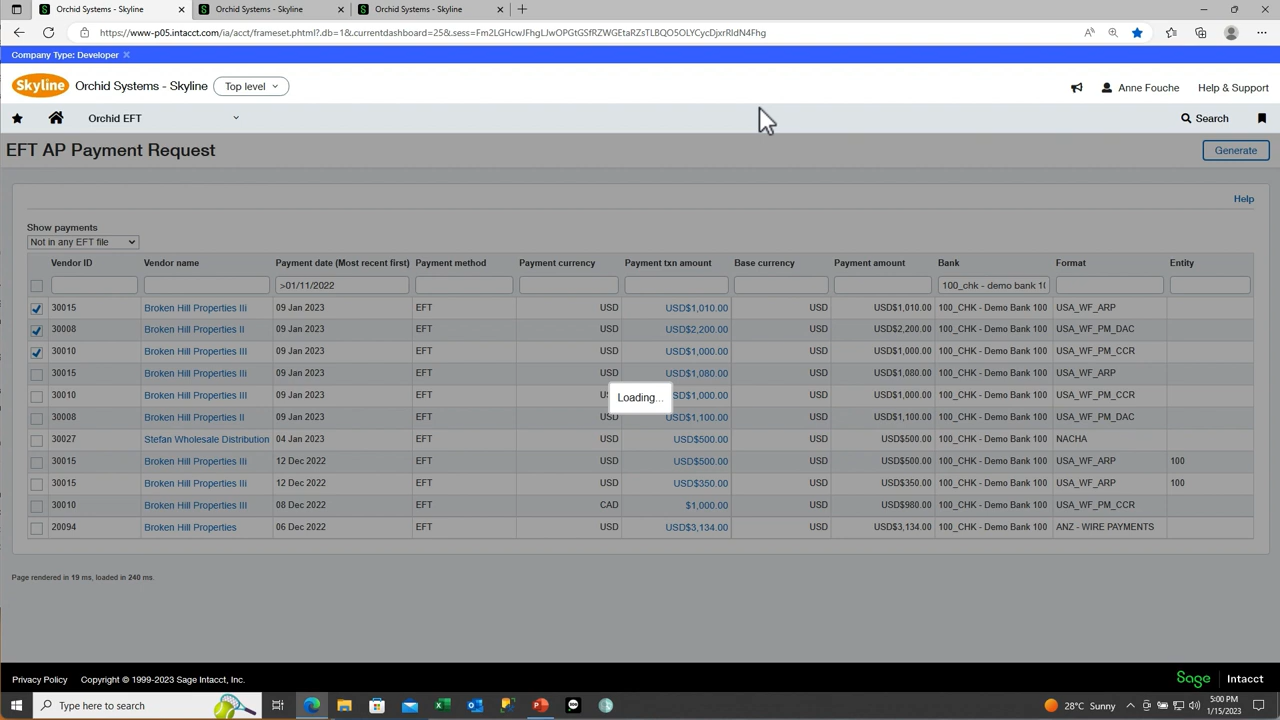 Orchid Systems - Skyline
Orchid Systems - Skyline
Orchid Systems - Skyline
https://www-p05.intacct.com/ia/acct/frameset.phtml?.db=1&currentdashboard=25&.sess=Fm2LGHcwJFhgLJwOPGtGSfRZWGEtaRZsTLBQO5OLYCycDjxrRldN4Fhg
Company Type: Developer
Skyline Orchid Systems - Skyline Top level Anne Fouche Help & Support
Orchid EFT Search
EFT AP Payment Request Generate
Help
Show payments
Not in any EFT file
Vendor ID Vendor name Payment date (Most recent first) Payment method Payment currency Payment txn amount Base currency Payment amount Bank Format Entity
>01/11/2022 100_chk - demo bank 10
30015 Broken Hill Properties Iii 09 Jan 2023 EFT USD USD$1,010.00 USD USD$1,010.00 100_CHK - Demo Bank 100 USA_WF_ARP
30008 Broken Hill Properties II 09 Jan 2023 EFT USD USD$2,200.00 USD USD$2,200.00 100_CHK - Demo Bank 100 USA_WF_PM_DAC
30010 Broken Hill Properties III 09 Jan 2023 EFT USD USD$1,000.00 USD USD$1,000.00 100_CHK - Demo Bank 100 USA_WF_PM_CCR
30015 Broken Hill Properties Iii 09 Jan 2023 EFT USD USD$1,080.00 USD USD$1,080.00 100_CHK - Demo Bank 100 USA_WF_ARP
30010 Broken Hill Properties III 09 Jan 2023 EFT USD$1,000.00 USD USD$1,000.00 100_CHK - Demo Bank 100 USA_WF_PM_CCR
Loading...
30008 Broken Hill Properties II 09 Jan 2023 EFT USD USD$1,100.00 USD USD$1,100.00 100_CHK - Demo Bank 100 USA_WF_PM_DAC
30027 Stefan Wholesale Distribution 04 Jan 2023 EFT USD USD$500.00 USD USD$500.00 100_CHK - Demo Bank 100 NACHA
30015 Broken Hill Properties Iii 12 Dec 2022 EFT USD USD$500.00 USD USD$500.00 100_CHK - Demo Bank 100 USA_WF_ARP 100
30015 Broken Hill Properties Iii 12 Dec 2022 EFT USD USD$350.00 USD USD$350.00 100_CHK - Demo Bank 100 USA_WF_ARP 100
30010 Broken Hill Properties III 08 Dec 2022 EFT CAD $1,000.00 USD USD$980.00 100_CHK - Demo Bank 100 USA_WF_PM_CCR
20094 Broken Hill Properties 06 Dec 2022 EFT USD USD$3,134.00 USD USD$3,134.00 100_CHK - Demo Bank 100 ANZ - WIRE PAYMENTS
Page rendered in 19 ms, loaded in 240 ms.
Privacy Policy Copyright © 1999-2023 Sage Intacct, Inc. Sage Intacct
Type here to search 28°C Sunny 5:00 PM
1/15/2023